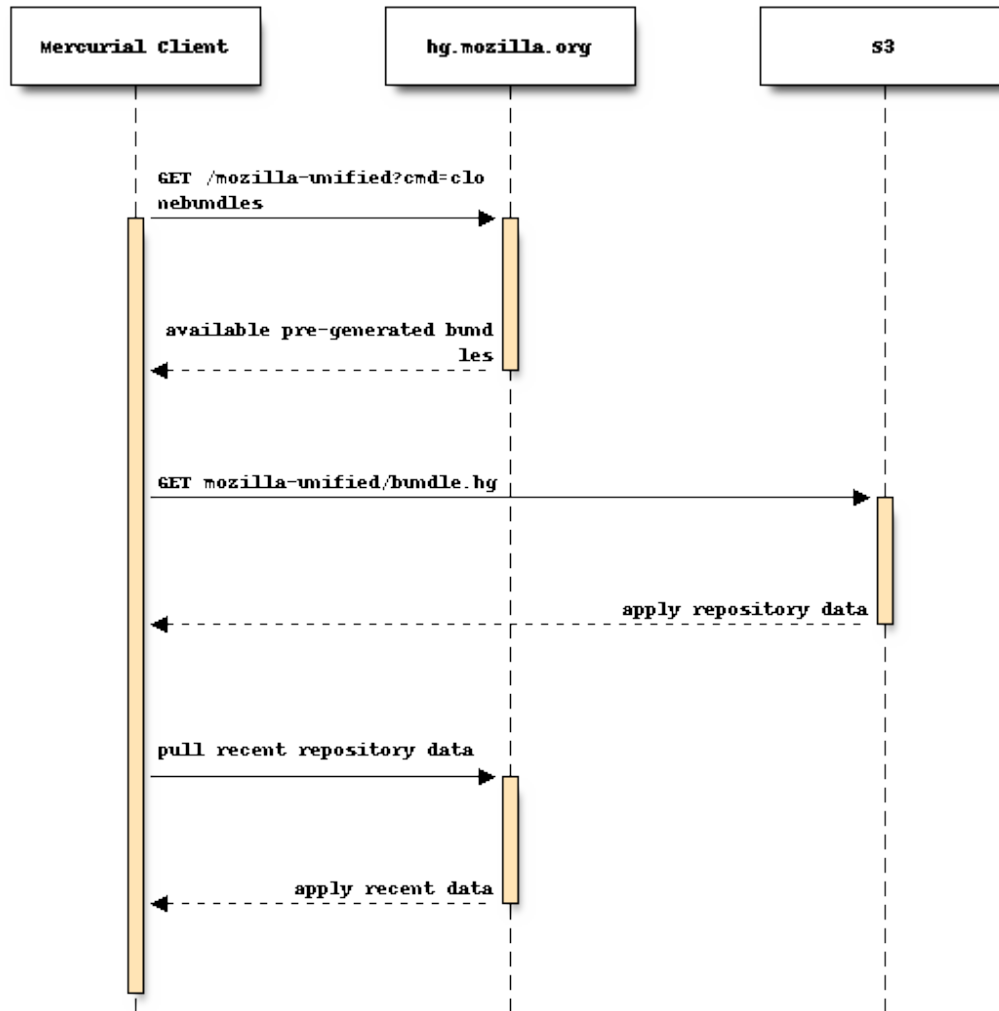 Mercurial Client
hg.mozilla.org
S3
GET /mozilla-unified?cmd=clo
nebundles
available pre-generated bund
les
GET mozilla-unified/bundle.hg
apply repository data
pull recent repository data
apply recent data